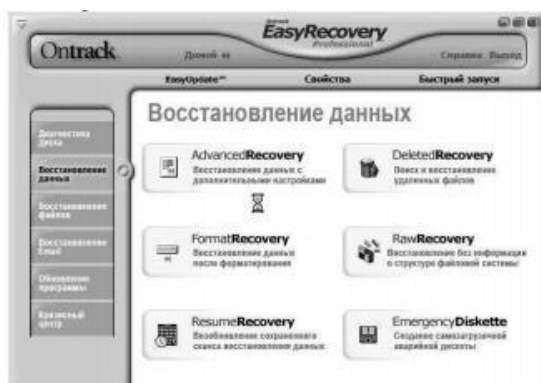 Ontrack
EasyRecovery
Professional
Ontrack
Домой
Справка Выход
EasyUpdate™ Свойства Быстрый запуск
Диагностика
диска
Восстановление
данных
Восстановление
файлов
Восстановление
Email
Обновление
программы
Кризисный
центр
Восстановление данных
AdvancedRecovery
Восстановление данных с
дополнительными настройками
DeletedRecovery
Поиск и восстановление
удаленных файлов
FormatRecovery
Восстановление данных
после форматирования
RawRecovery
Восстановление без информации
о структуре файловой системы
ResumeRecovery
Возобновление сохраненного
сеанса восстановления данных
EmergencyDiskette
Создание самозагрузочной
аварийной дискеты